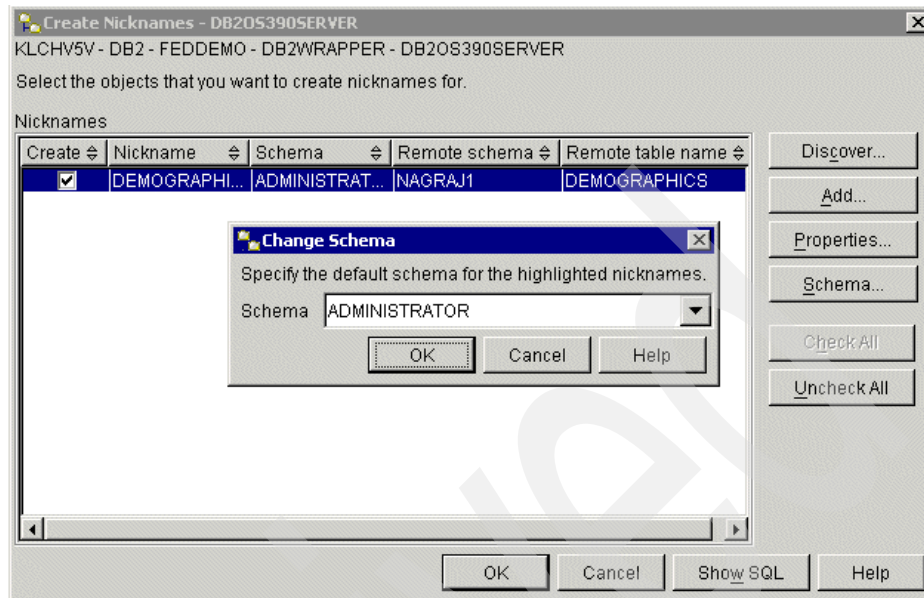 Create Nicknames - DB2OS390SERVER
KLCHV5V - DB2 - FEDDEMO - DB2WRAPPER - DB2OS390SERVER
Select the objects that you want to create nicknames for.
Nicknames
Create Nickname Schema Remote schema Remote table name
DEMOGRAPHI... ADMINISTRAT... NAGRAJ1 DEMOGRAPHICS
Change Schema
Specify the default schema for the highlighted nicknames.
Schema ADMINISTRATOR
OK Cancel Help
Discover...
Add...
Properties...
Schema...
Check All
Uncheck All
OK Cancel Show SQL Help